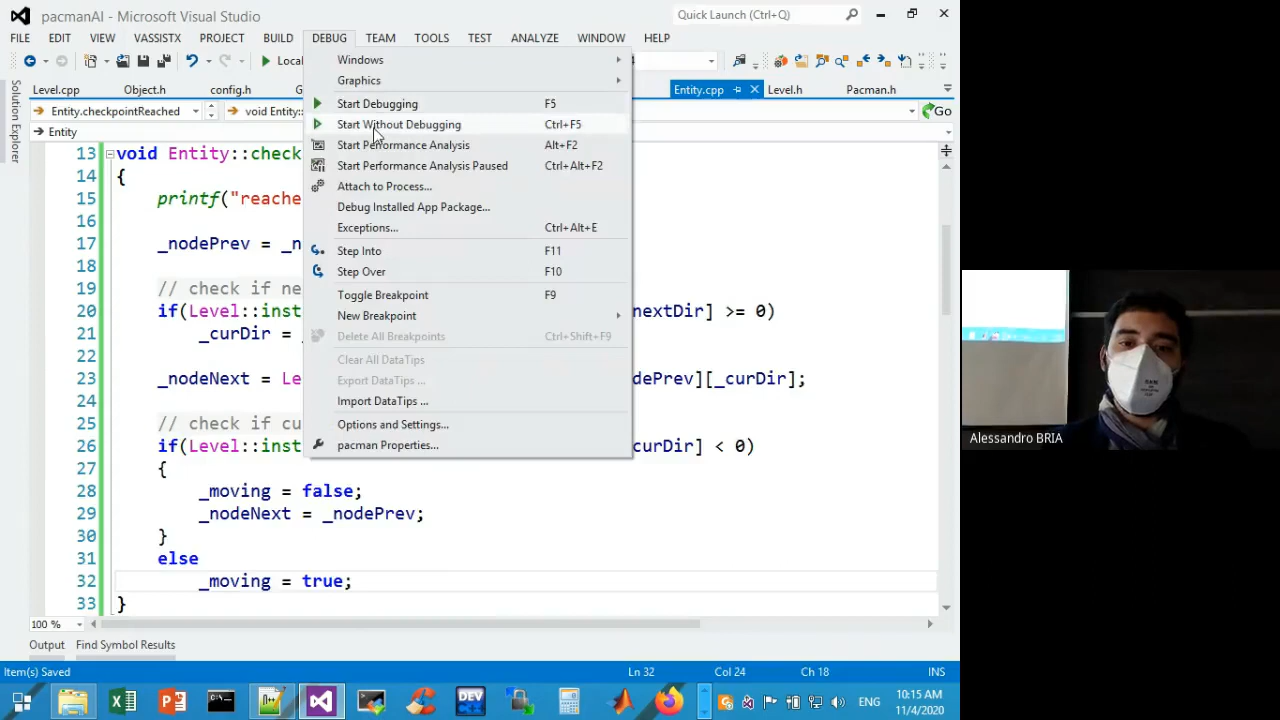 pacmanAI - Microsoft Visual Studio
Quick Launch (Ctrl+Q)
FILE EDIT VIEW VASSISTX PROJECT BUILD DEBUG TEAM TOOLS TEST ANALYZE WINDOW HELP
Loca
Level.cpp Object.h config.h G Entity.cpp Level.h Pacman.h
Entity.checkpointReached void Entity:: Go
Entity
Solution Explorer
Windows
Graphics
Start Debugging F5
Start Without Debugging Ctrl+F5
Start Performance Analysis Alt+F2
Start Performance Analysis Paused Ctrl+Alt+F2
Attach to Process...
Debug Installed App Package...
Exceptions... Ctrl+Alt+E
Step Into F11
Step Over F10
Toggle Breakpoint F9
New Breakpoint
Delete All Breakpoints Ctrl+Shift+F9
Clear All DataTips
Export DataTips ...
Import DataTips ...
Options and Settings...
pacman Properties...
13 void Entity::check
14 {
15 printf("reache
16
17 _nodePrev = _n
18
19 // check if ne
20 if(Level::inst nextDir] >= 0)
21 _curDir =
22
23 _nodeNext = Le dePrev][_curDir];
24
25 // check if cu
26 if(Level::inst curDir] < 0)
27 {
28 _moving = false;
29 _nodeNext = _nodePrev;
30 }
31 else
32 _moving = true;
33 }
100 %
Output Find Symbol Results
Item(s) Saved Ln 32 Col 24 Ch 18 INS
DEV
ENG
10:15 AM
11/4/2020
Alessandro BRIA